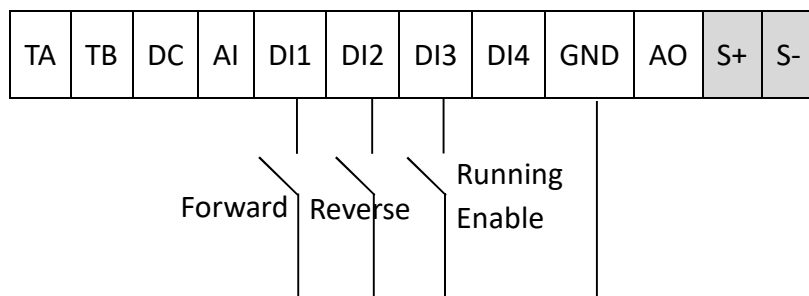 TA TB DC AI DI1 DI2 DI3 DI4 GND AO S+ S-
Forward Reverse Running
Enable